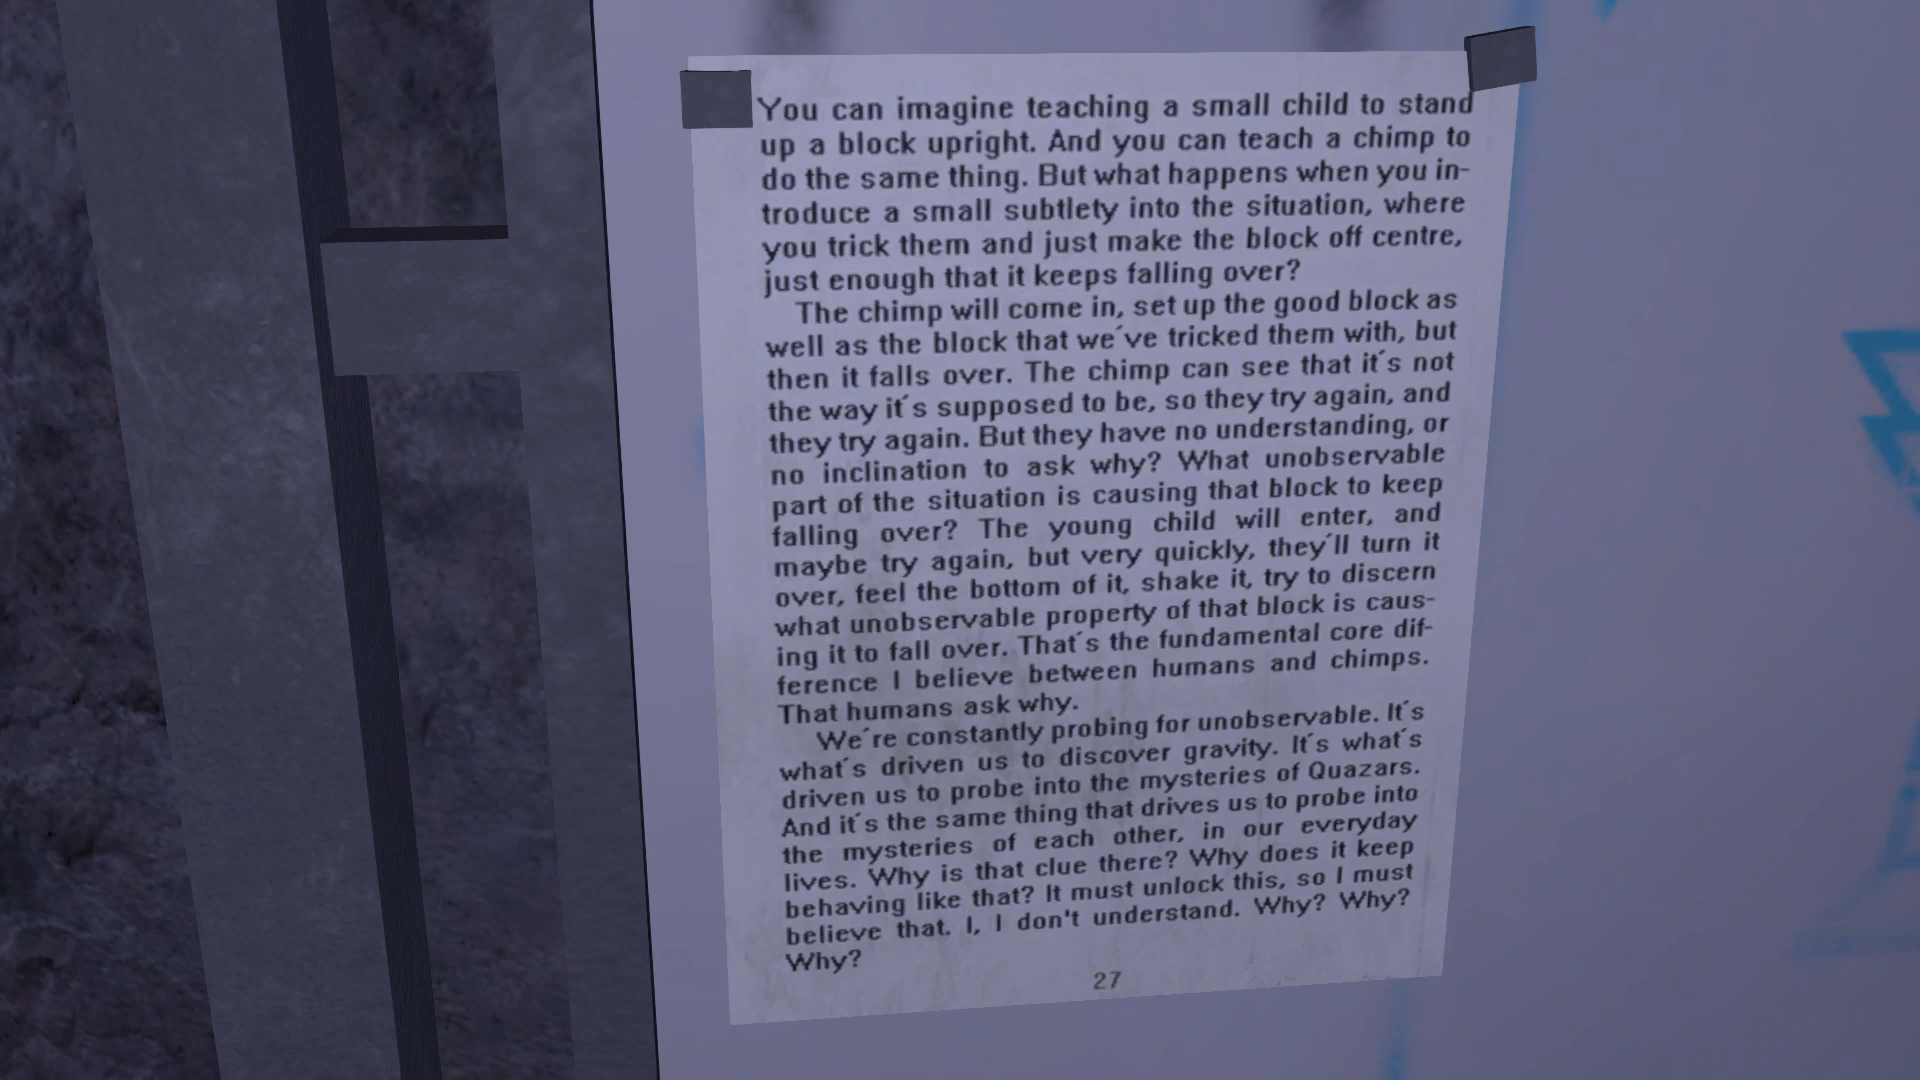 You can imagine teaching a small child to stand
up a block upright. And you can teach a chimp to
do the same thing. But what happens when you in-
troduce a small subtlety into the situation, where
you trick them and just make the block off centre,
just enough that it keeps falling over?
The chimp will come in, set up the good block as
well as the block that we´ve tricked them with, but
then it falls over. The chimp can see that it´s not
the way it´s supposed to be, so they try again, and
they try again. But they have no understanding, or
no inclination to ask why? What unobservable
part of the situation is causing that block to keep
falling over? The young child will enter, and
maybe try again, but very quickly, they´ll turn it
over, feel the bottom of it, shake it, try to discern
what unobservable property of that block is caus-
ing it to fall over. That´s the fundamental core dif-
ference I believe between humans and chimps.
That humans ask why.
We´re constantly probing for unobservable. It´s
what´s driven us to discover gravity. It´s what´s
driven us to probe into the mysteries of Quazars.
And it´s the same thing that drives us to probe into
the mysteries of each other, in our everyday
lives. Why is that clue there? Why does it keep
behaving like that? It must unlock this, so I must
believe that. I, I don't understand. Why? Why?
Why?
27